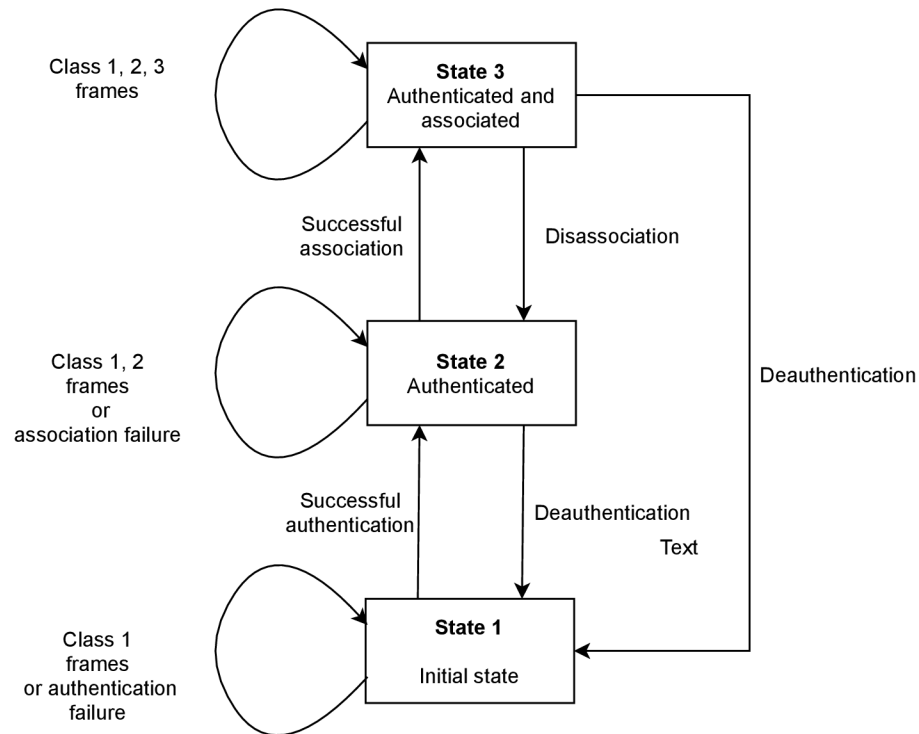 Class 1, 2, 3
frames
State 3
Authenticated and
associated
Successful
association
Disassociation
Class 1, 2
frames
or
association failure
State 2
Authenticated
Deauthentication
Successful
authentication
Deauthentication
Text
Class 1
frames
or authentication
failure
State 1
Initial state